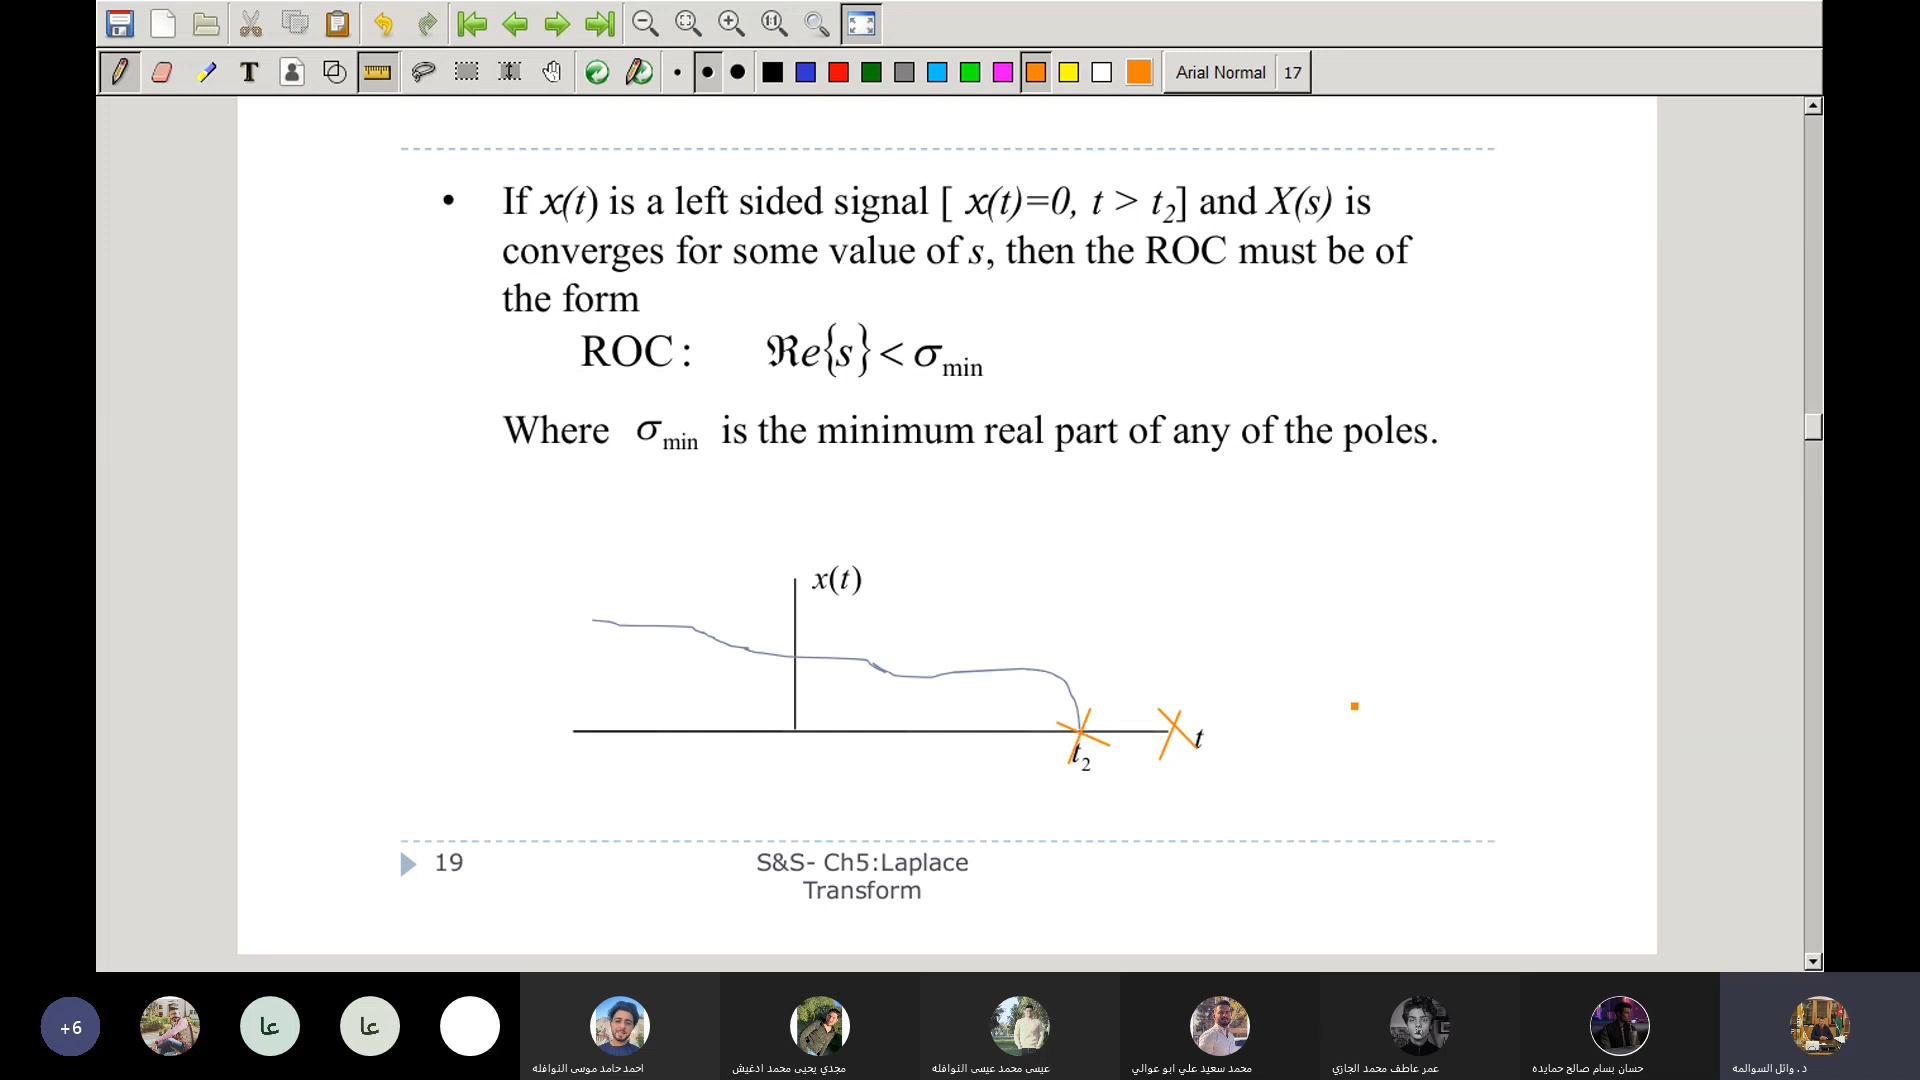 T
Arial Normal 17
• If x(t) is a left sided signal [ x(t)=0, t > t2] and X(s) is
converges for some value of s, then the ROC must be of
the form
ROC: ℜe{s} < σmin
Where σmin is the minimum real part of any of the poles.
x(t)
t
t2
19
S&S- Ch5:Laplace
Transform
+6
عا
عا
احمد حامد موسى النوافله
مجدي يحيى محمد ادغيش
عيسى محمد عيسى النوافله
محمد سعيد علي ابو عوالي
عمر عاطف محمد الجازي
حسان بسام صالح حمايده
د. وائل السوالمه